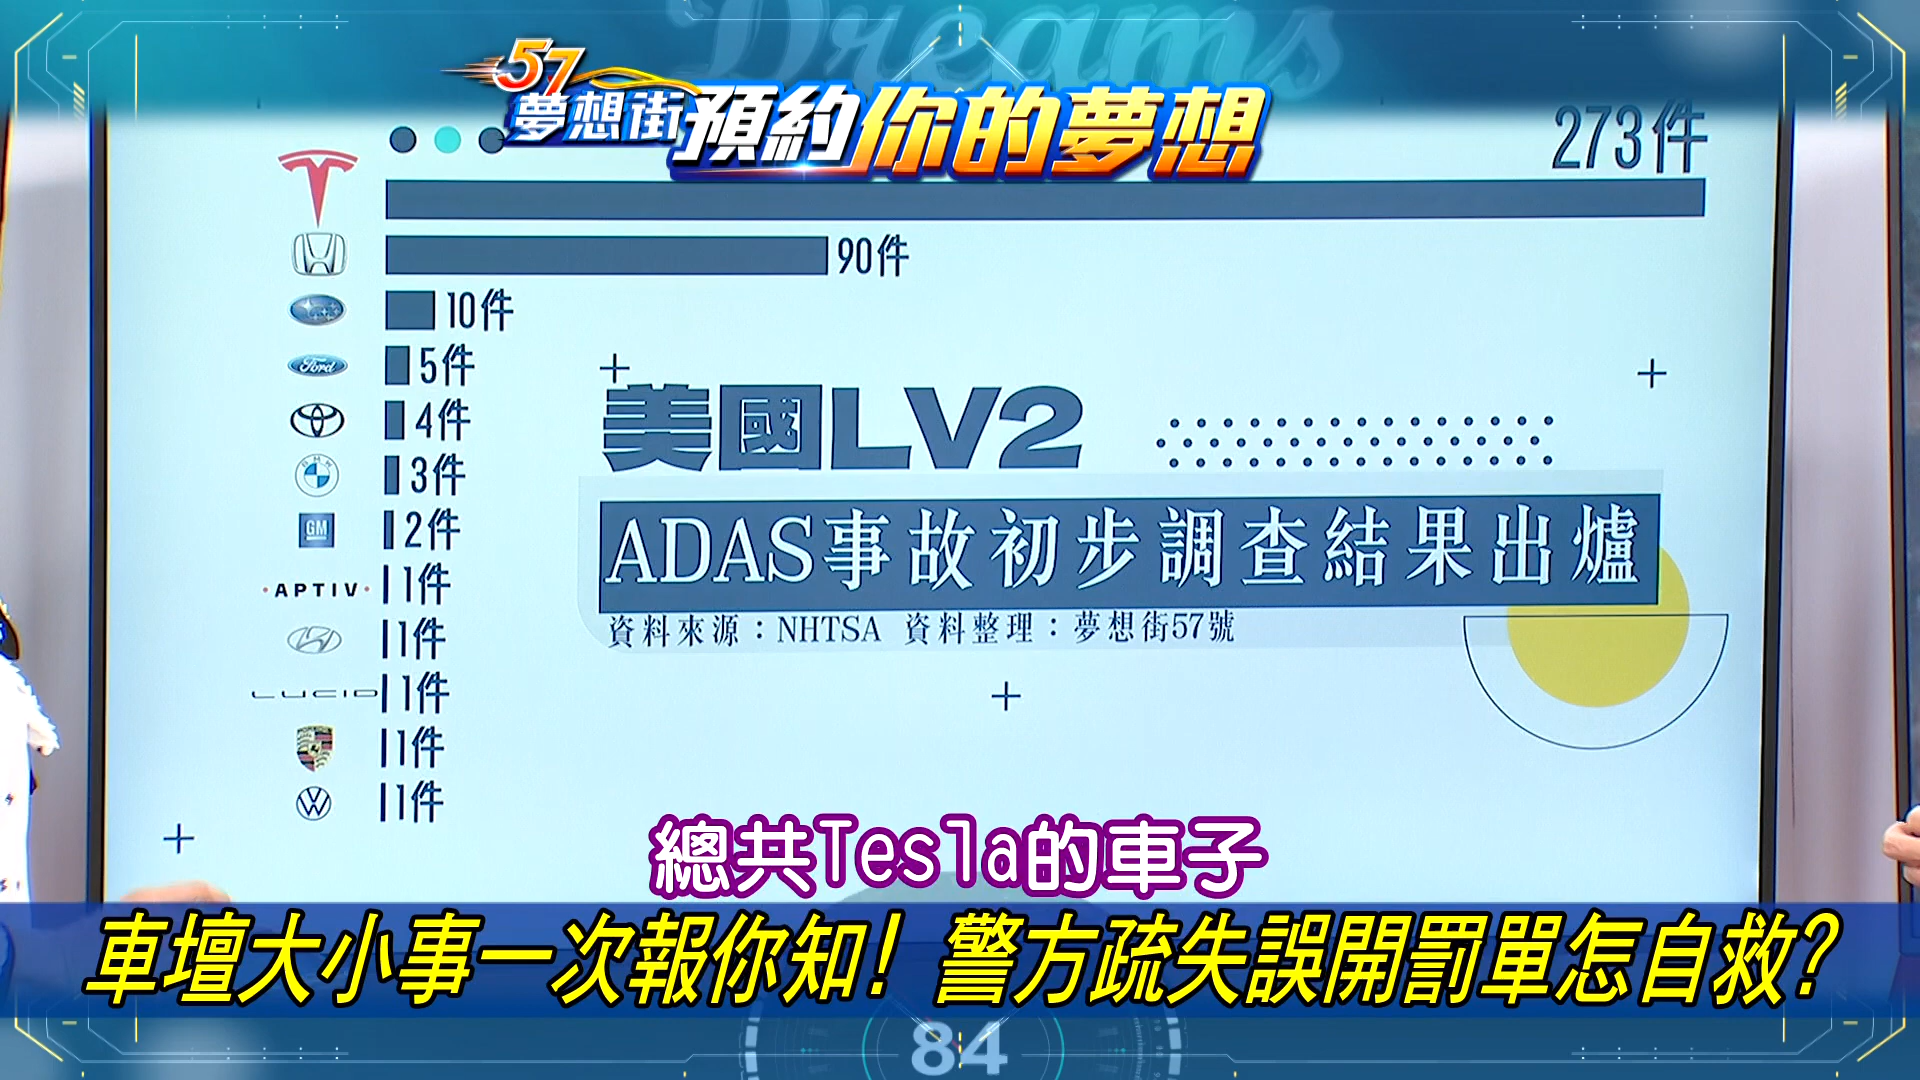 Dreams
57
夢想街預約你的夢想
273件
90件
10件
Ford 5件
4件
BMW 3件
GM 2件
APTIV 1件
1件
LUCID 1件
1件
1件
美國LV2
ADAS事故初步調查結果出爐
資料來源：NHTSA 資料整理：夢想街57號
總共Tesla的車子
車壇大小事一次報你知! 警方疏失誤開罰單怎自救?
84